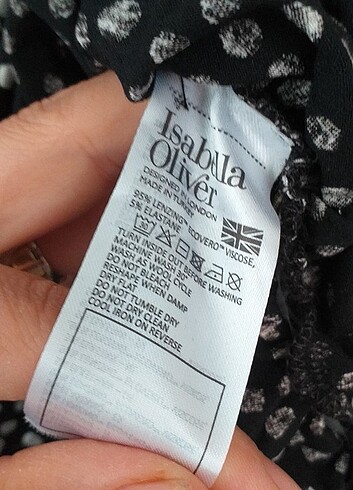 Isabella
Oliver
DESIGNED IN LONDON
MADE IN TURKEY
95% LENZING™ ECOVERO™ VISCOSE,
5% ELASTANE
30
TURN INSIDE OUT BEFORE WASHING
MACHINE WASH 30°
WASH AS WOOL CYCLE
DO NOT BLEACH
RESHAPE WHEN DAMP
DRY FLAT
DO NOT TUMBLE DRY
DO NOT DRY CLEAN
COOL IRON ON REVERSE